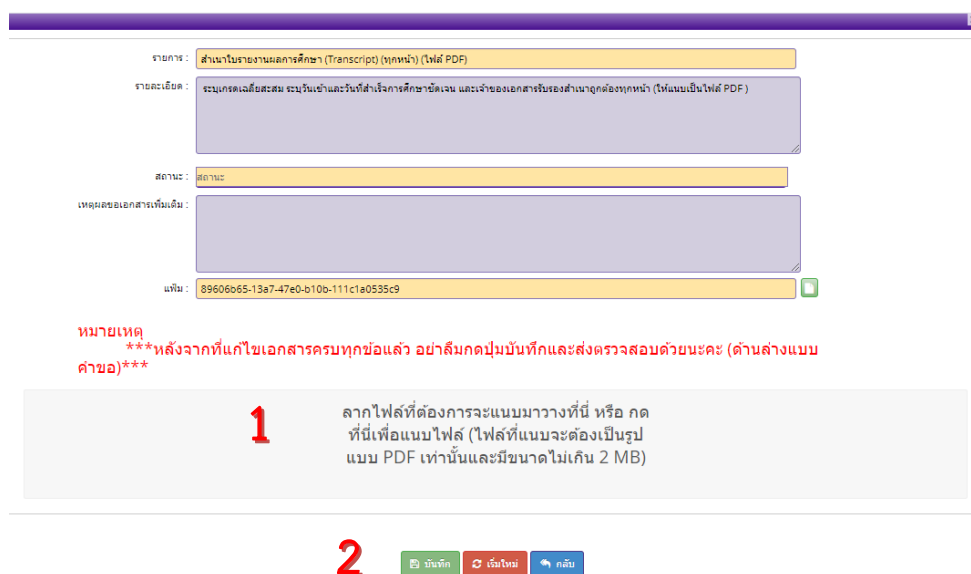 รายการ : สำเนาใบรายงานผลการศึกษา (Transcript) (ทุกหน้า) (ไฟล์ PDF)
รายละเอียด : ระบุเกรดเฉลี่ยสะสม ระบุวันเข้าและวันที่สำเร็จการศึกษาชัดเจน และเจ้าของเอกสารรับรองสำเนาถูกต้องทุกหน้า (ให้แนบเป็นไฟล์ PDF )
สถานะ : สถานะ
เหตุผลขอเอกสารเพิ่มเติม :
แฟ้ม : 89606b65-13a7-47e0-b10b-111c1a0535c9
หมายเหตุ
***หลังจากที่แก้ไขเอกสารครบทุกข้อแล้ว อย่าลืมกดปุ่มบันทึกและส่งตรวจสอบด้วยนะคะ (ด้านล่างแบบ
คำขอ)***
1
ลากไฟล์ที่ต้องการจะแนบมาวางที่นี่ หรือ กด
ที่นี่เพื่อแนบไฟล์ (ไฟล์ที่แนบจะต้องเป็นรูป
แบบ PDF เท่านั้นและมีขนาดไม่เกิน 2 MB)
2 บันทึก เริ่มใหม่ กลับ